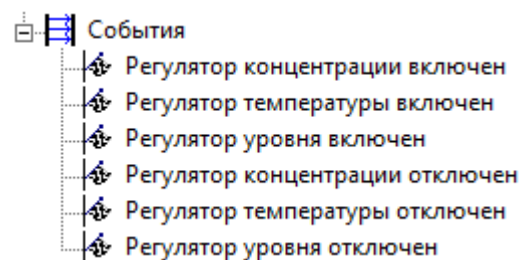 События
Регулятор концентрации включен
Регулятор температуры включен
Регулятор уровня включен
Регулятор концентрации отключен
Регулятор температуры отключен
Регулятор уровня отключен